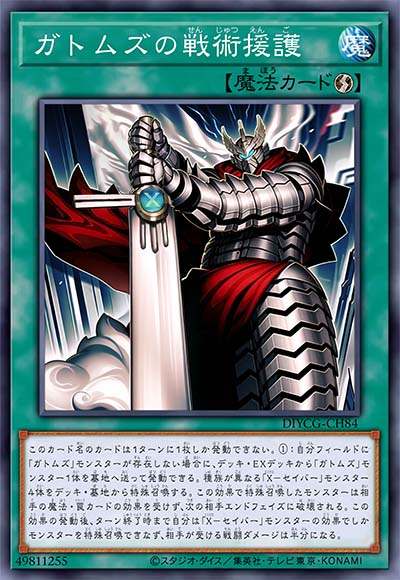 ガトムズの戦術援護
魔
【魔法カード】
DIYCG-CH84
このカード名のカードは1ターンに1枚しか発動できない。①：自分フィールドに
「ガトムズ」モンスターが存在しない場合に、デッキ・EXデッキから「ガトムズ」モ
ンスター1体を墓地へ送って発動できる。種族が異なる「X－セイバー」モンスター
4体をデッキ・墓地から特殊召喚する。この効果で特殊召喚したモンスターは相
手の魔法・罠カードの効果を受けず、次の相手エンドフェイズに破壊される。この
効果の発動後、ターン終了時まで自分は「X－セイバー」モンスターの効果でしか
モンスターを特殊召喚できず、相手が受ける戦闘ダメージは半分になる。
49811255
©スタジオ・ダイス／集英社・テレビ東京・KONAMI